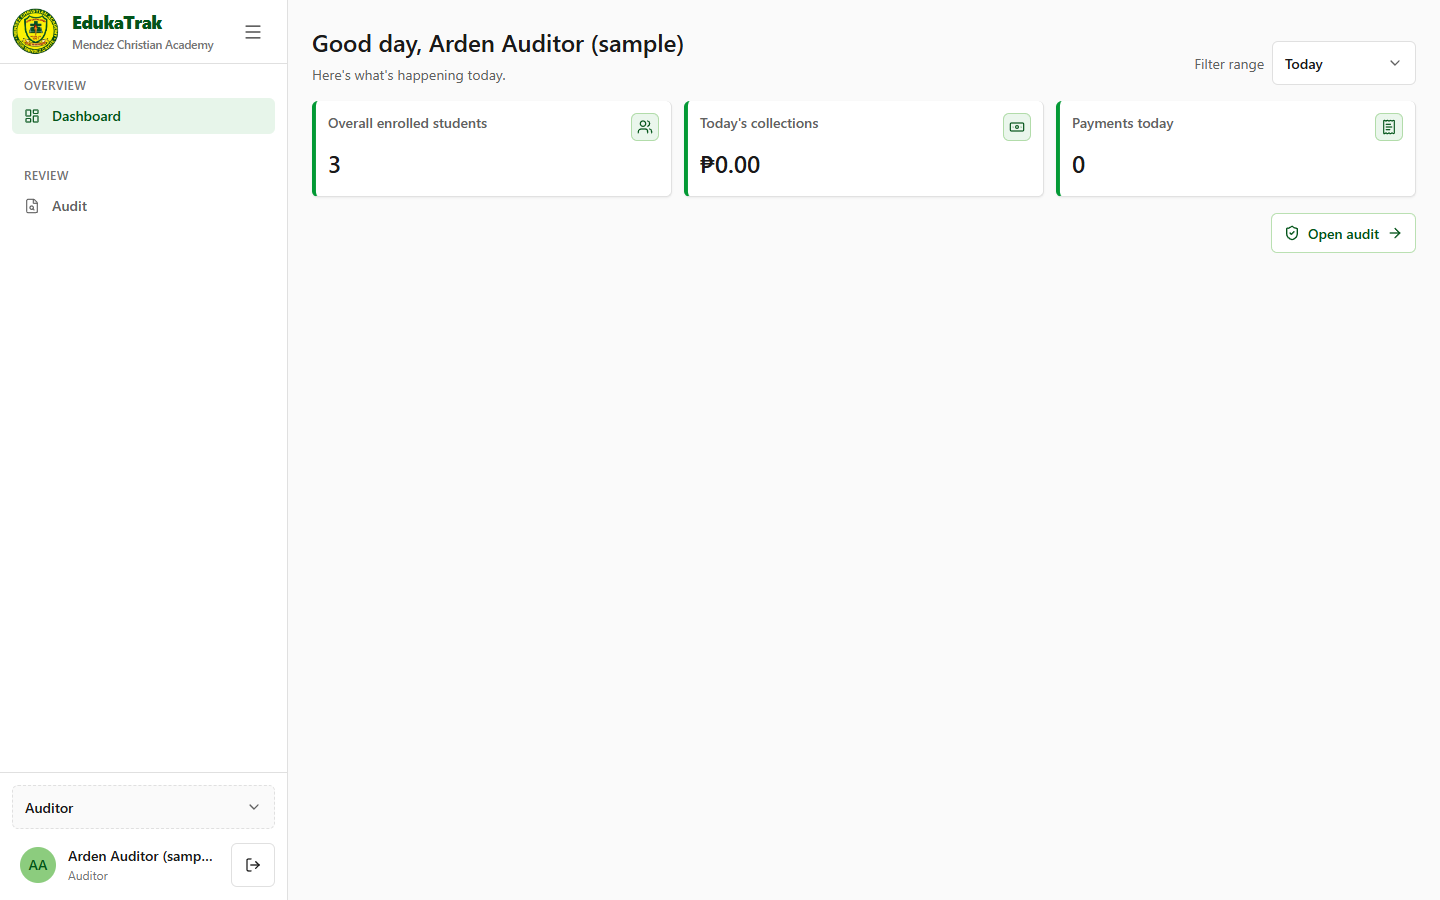 EdukaTrak
Mendez Christian Academy
OVERVIEW
Dashboard
REVIEW
Audit
Auditor
AA
Arden Auditor (samp...
Auditor
Good day, Arden Auditor (sample)
Here's what's happening today.
Filter range
Today
Overall enrolled students
3
Today's collections
₱0.00
Payments today
0
Open audit